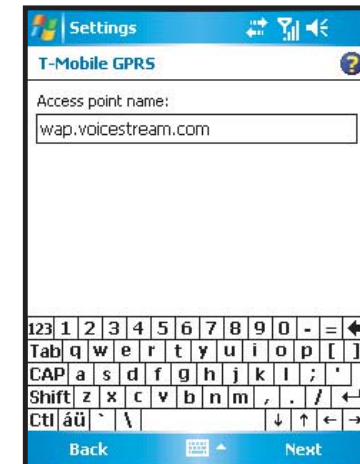 Settings
T-Mobile GPRS
Access point name:
wap.voicestream.com
123 1 2 3 4 5 6 7 8 9 0 - =
Tab q w e r t y u i o p [ ]
CAP a s d f g h j k l ; '
Shift z x c v b n m , . /
Ctl áü ` \
Back Next